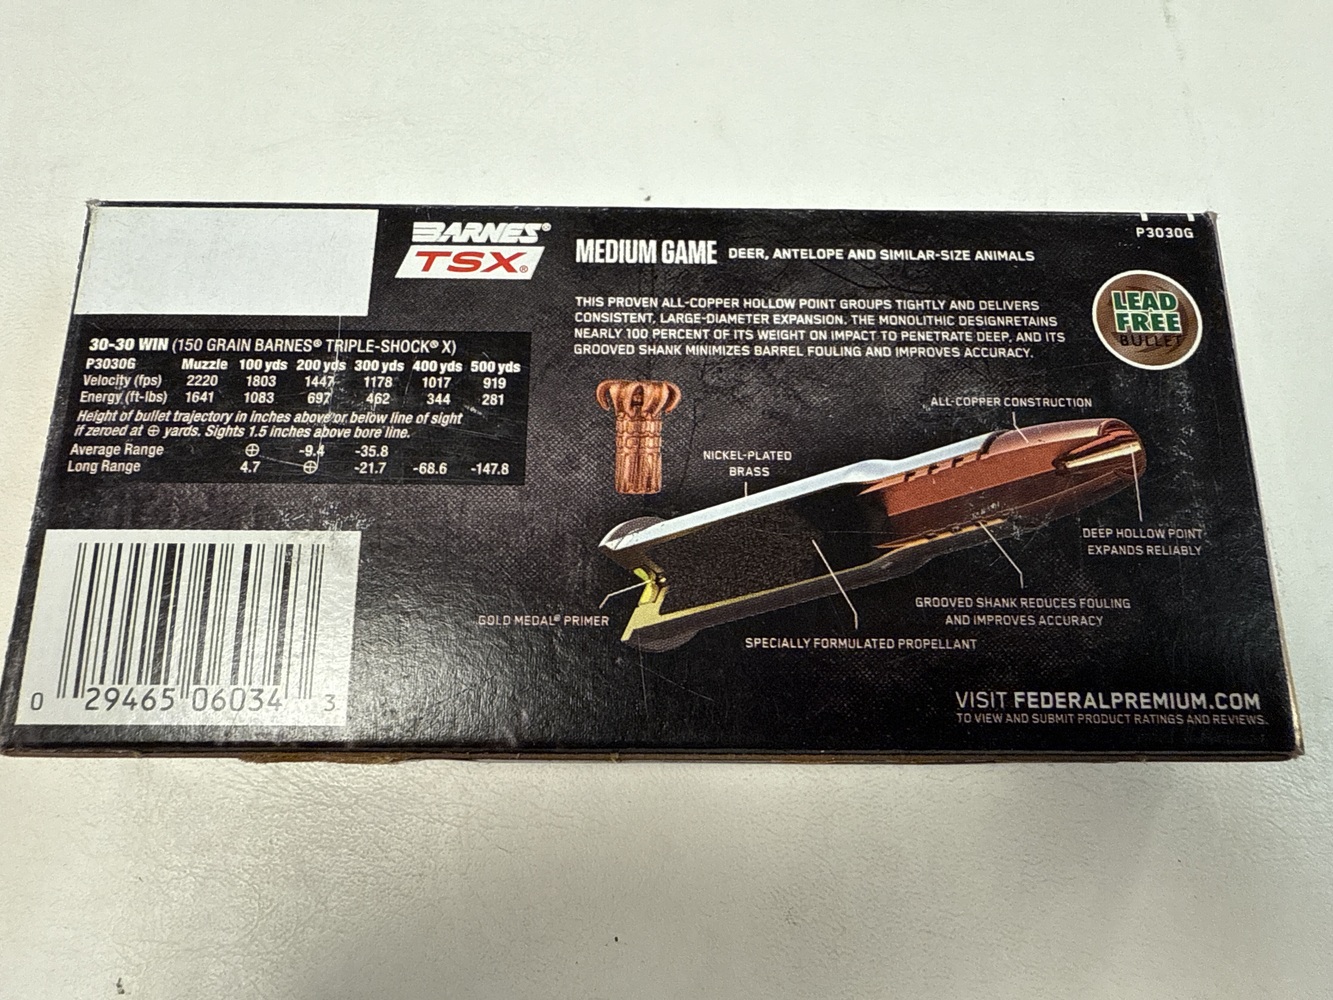 BARNES®
TSX®
MEDIUM GAME DEER, ANTELOPE AND SIMILAR-SIZE ANIMALS
P3030G
THIS PROVEN ALL-COPPER HOLLOW POINT GROUPS TIGHTLY AND DELIVERS
CONSISTENT, LARGE-DIAMETER EXPANSION. THE MONOLITHIC DESIGNRETAINS
NEARLY 100 PERCENT OF ITS WEIGHT ON IMPACT TO PENETRATE DEEP, AND ITS
GROOVED SHANK MINIMIZES BARREL FOULING AND IMPROVES ACCURACY.
LEAD
FREE
BULLET
30-30 WIN (150 GRAIN BARNES® TRIPLE-SHOCK® X)
P3030G Muzzle 100 yds 200 yds 300 yds 400 yds 500 yds
Velocity (fps) 2220 1803 1447 1178 1017 919
Energy (ft-lbs) 1641 1083 697 462 344 281
Height of bullet trajectory in inches above or below line of sight
if zeroed at ⊕ yards. Sights 1.5 inches above bore line.
Average Range ⊕ -9.4 -35.8
Long Range 4.7 ⊕ -21.7 -68.6 -147.8
ALL-COPPER CONSTRUCTION
NICKEL-PLATED
BRASS
DEEP HOLLOW POINT
EXPANDS RELIABLY
GROOVED SHANK REDUCES FOULING
AND IMPROVES ACCURACY
GOLD MEDAL® PRIMER
SPECIALLY FORMULATED PROPELLANT
0 29465 06034 3
VISIT FEDERALPREMIUM.COM
TO VIEW AND SUBMIT PRODUCT RATINGS AND REVIEWS.